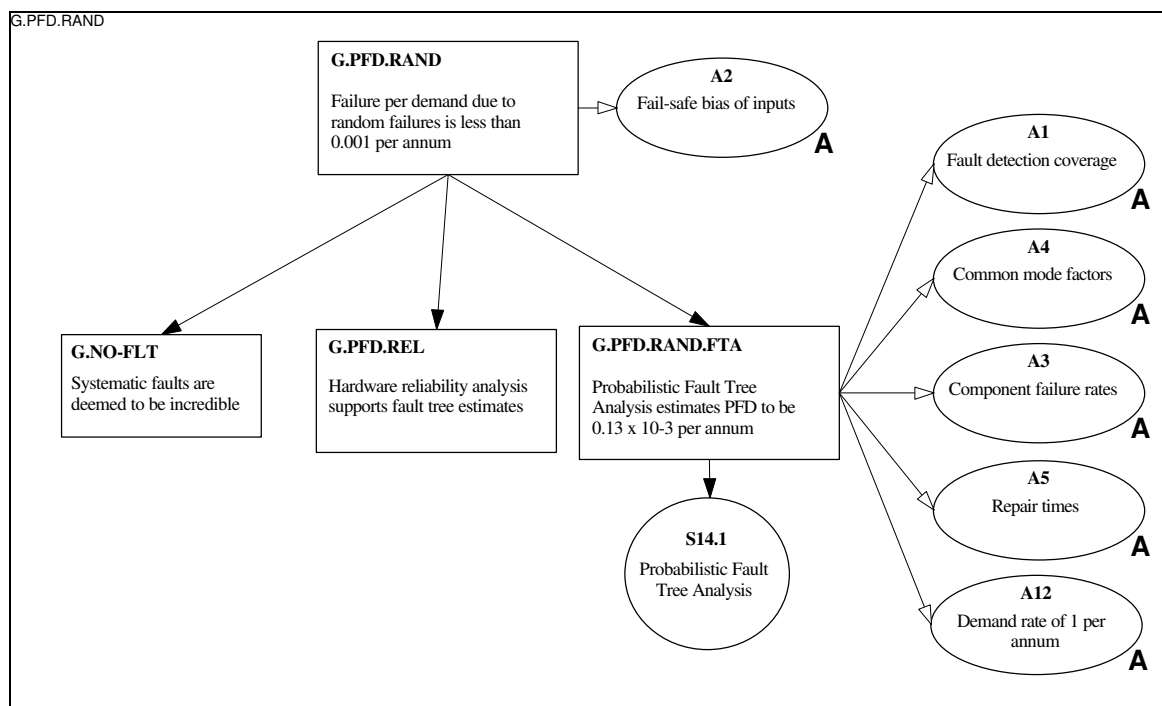 G.PFD.RAND
G.PFD.RAND
Failure per demand due to
random failures is less than
0.001 per annum
A2
Fail-safe bias of inputs
A
A1
Fault detection coverage
A
A4
Common mode factors
A
G.NO-FLT
Systematic faults are
deemed to be incredible
G.PFD.REL
Hardware reliability analysis
supports fault tree estimates
G.PFD.RAND.FTA
Probabilistic Fault Tree
Analysis estimates PFD to be
0.13 x 10-3 per annum
A3
Component failure rates
A
A5
Repair times
A
S14.1
Probabilistic Fault
Tree Analysis
A12
Demand rate of 1 per
annum
A